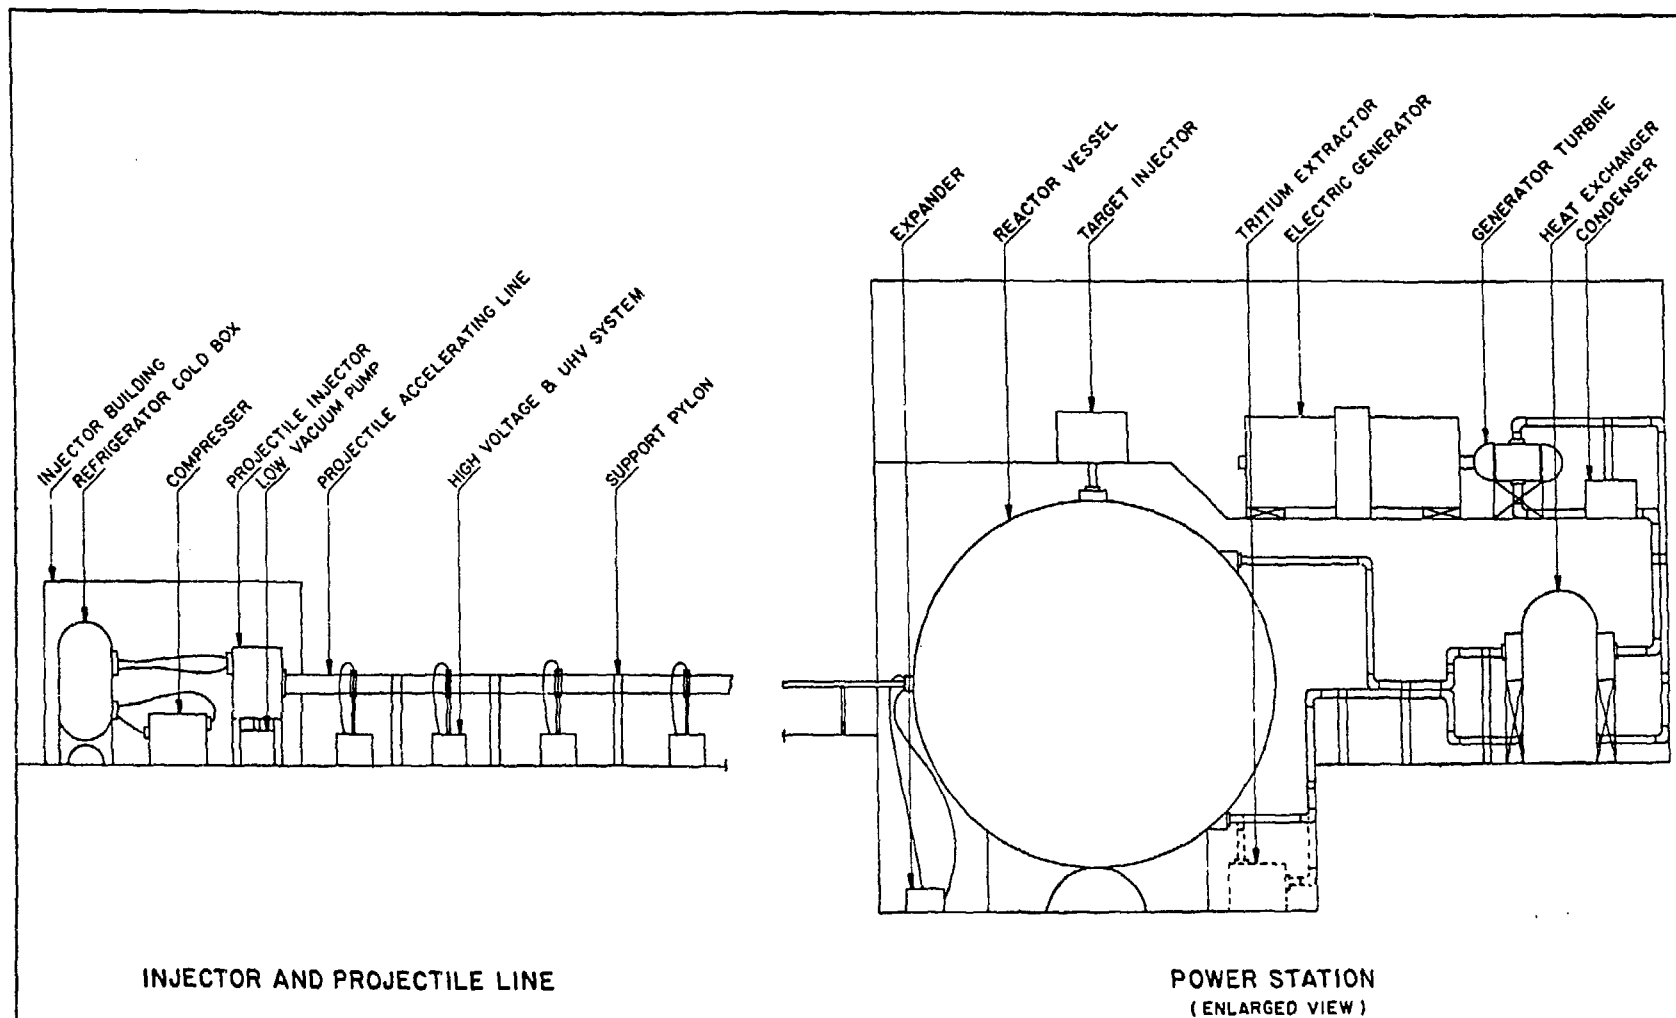 INJECTOR BUILDING
REFRIGERATOR COLD BOX
COMPRESSER
PROJECTILE INJECTOR
LOW VACUUM PUMP
PROJECTILE ACCELERATING LINE
HIGH VOLTAGE & UHV SYSTEM
SUPPORT PYLON
EXPANDER
REACTOR VESSEL
TARGET INJECTOR
TRITIUM EXTRACTOR
ELECTRIC GENERATOR
GENERATOR TURBINE
HEAT EXCHANGER
CONDENSER
INJECTOR AND PROJECTILE LINE
POWER STATION
(ENLARGED VIEW)